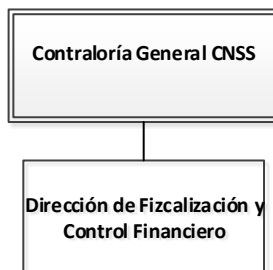 Contraloría General CNSS
Dirección de Fizcalización y
Control Financiero